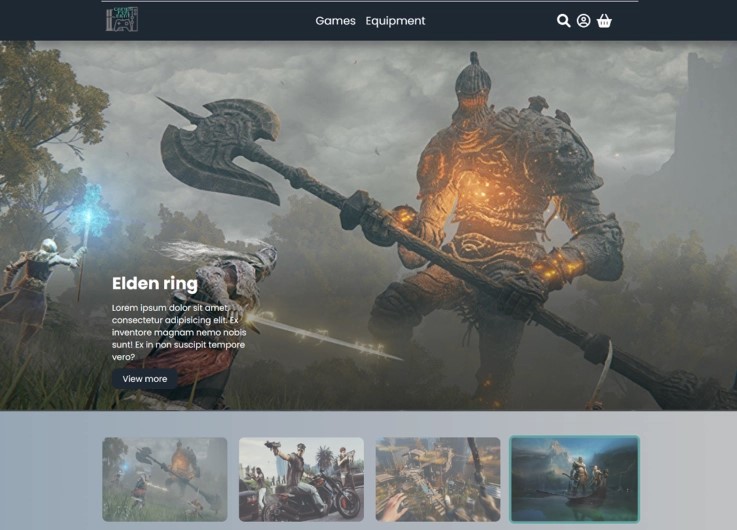 Games Equipment
Elden ring
Lorem ipsum dolor sit amet
consectetur adipisicing elit. Ex
inventore magnam nemo nobis
sunt! Ex in non suscipit tempore
vero?
View more